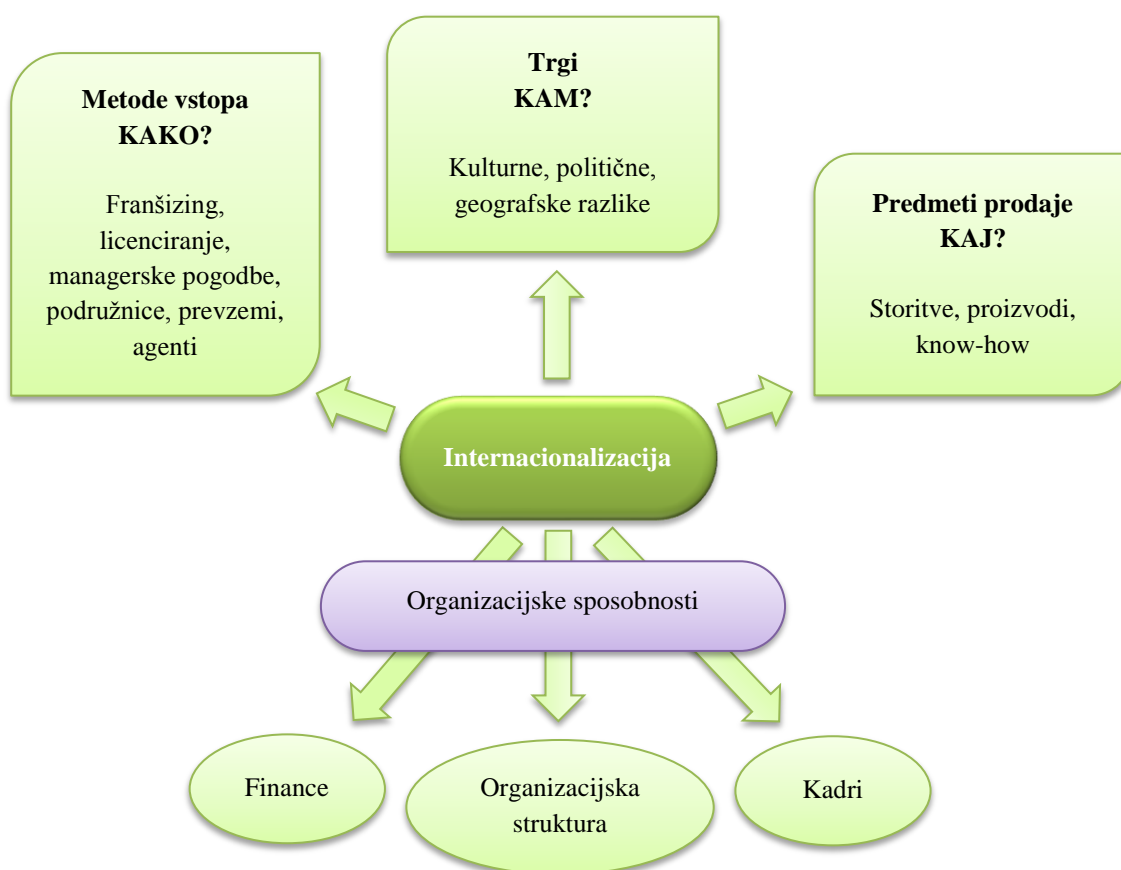 Metode vstopa
KAKO?
Franšizing,
licenciranje,
managerske pogodbe,
podružnice, prevzemi,
agenti
Trgi
KAM?
Kulturne, politične,
geografske razlike
Predmeti prodaje
KAJ?
Storitve, proizvodi,
know-how
Internacionalizacija
Organizacijske sposobnosti
Finance
Organizacijska
struktura
Kadri